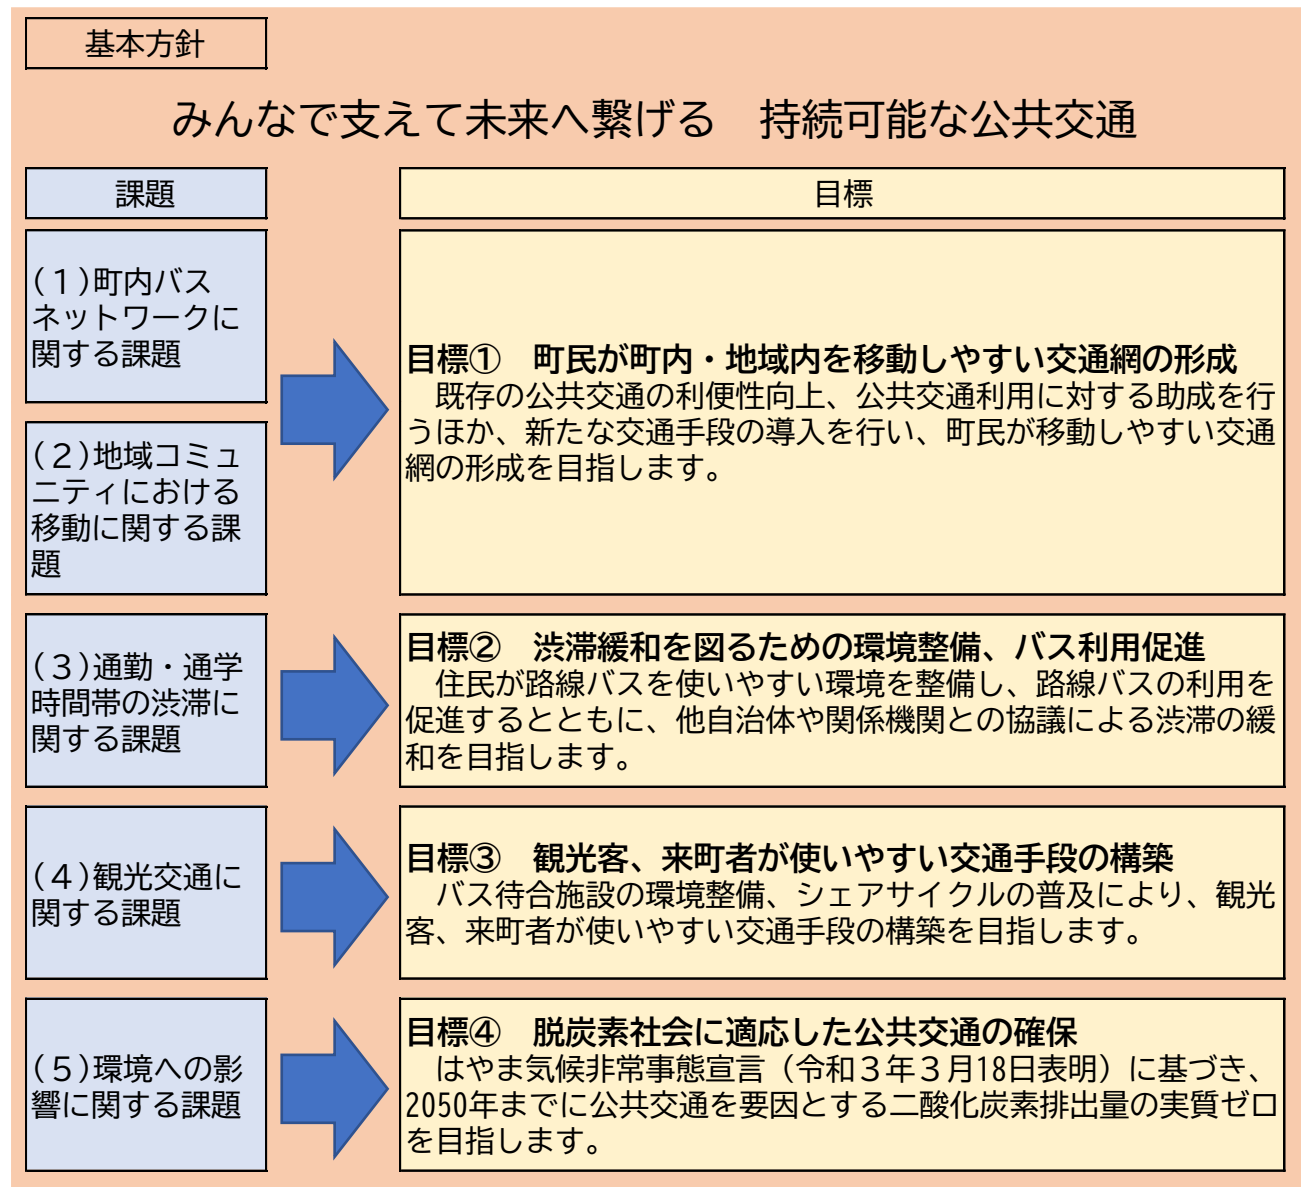 基本方針
みんなで支えて未来へ繋げる　持続可能な公共交通
課題
目標
(１)町内バス
ネットワークに
関する課題
(２)地域コミュ
ニティにおける
移動に関する課
題
目標①　町民が町内・地域内を移動しやすい交通網の形成
　既存の公共交通の利便性向上、公共交通利用に対する助成を行
うほか、新たな交通手段の導入を行い、町民が移動しやすい交通
網の形成を目指します。
(３)通勤・通学
時間帯の渋滞に
関する課題
目標②　渋滞緩和を図るための環境整備、バス利用促進
　住民が路線バスを使いやすい環境を整備し、路線バスの利用を
促進するとともに、他自治体や関係機関との協議による渋滞の緩
和を目指します。
(４)観光交通に
関する課題
目標③　観光客、来町者が使いやすい交通手段の構築
　バス待合施設の環境整備、シェアサイクルの普及により、観光
客、来町者が使いやすい交通手段の構築を目指します。
(５)環境への影
響に関する課題
目標④　脱炭素社会に適応した公共交通の確保
　はやま気候非常事態宣言（令和３年３月18日表明）に基づき、
2050年までに公共交通を要因とする二酸化炭素排出量の実質ゼロ
を目指します。